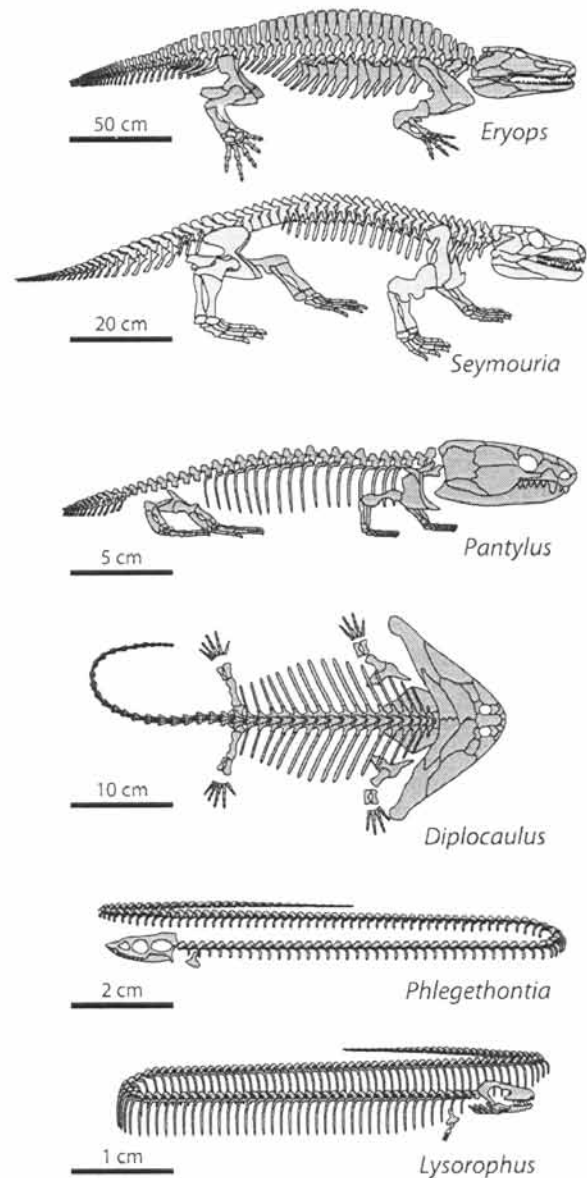 50 cm
Eryops
20 cm
Seymouria
5 cm
Pantylus
10 cm
Diplocaulus
2 cm
Phlegethontia
1 cm
Lysorophus